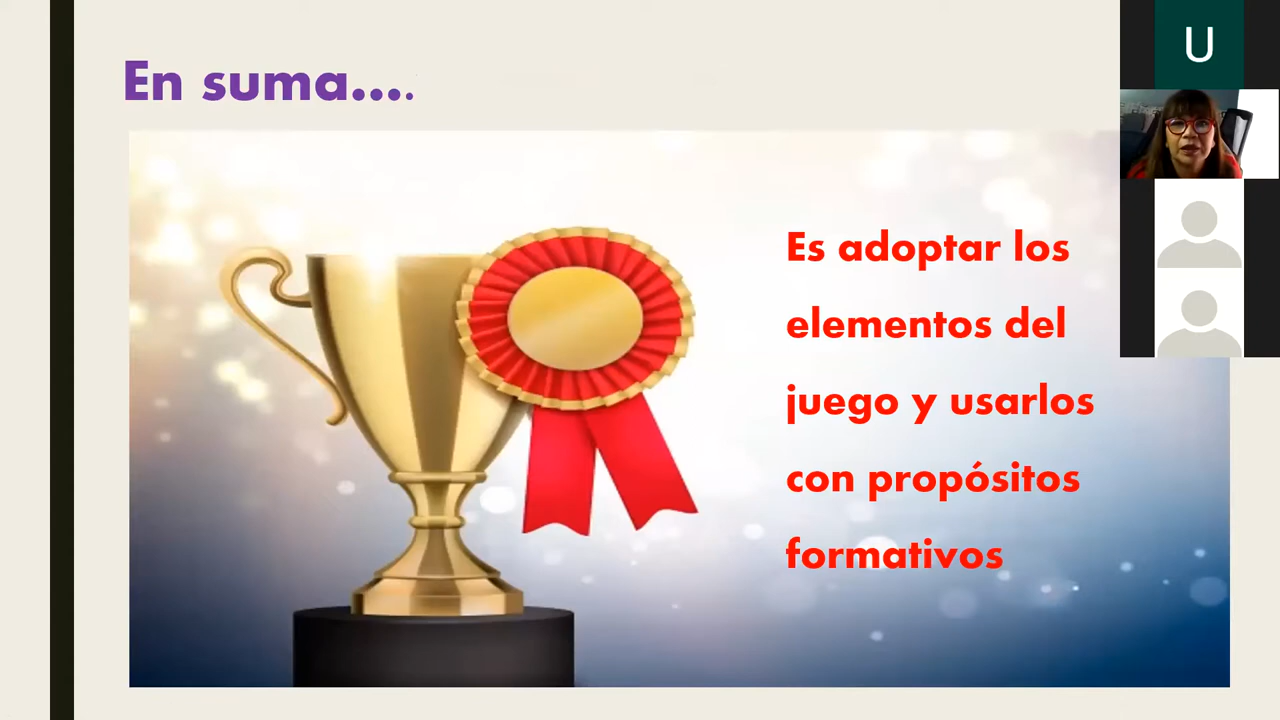 En suma....
U
Es adoptar los
elementos del
juego y usarlos
con propósitos
formativos